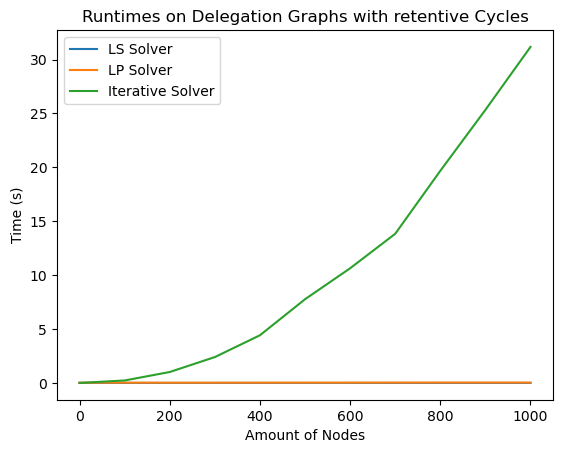 Runtimes on Delegation Graphs with retentive Cycles
LS Solver
LP Solver
Iterative Solver
Time (s)
30
25
20
15
10
5
0
0 200 400 600 800 1000
Amount of Nodes